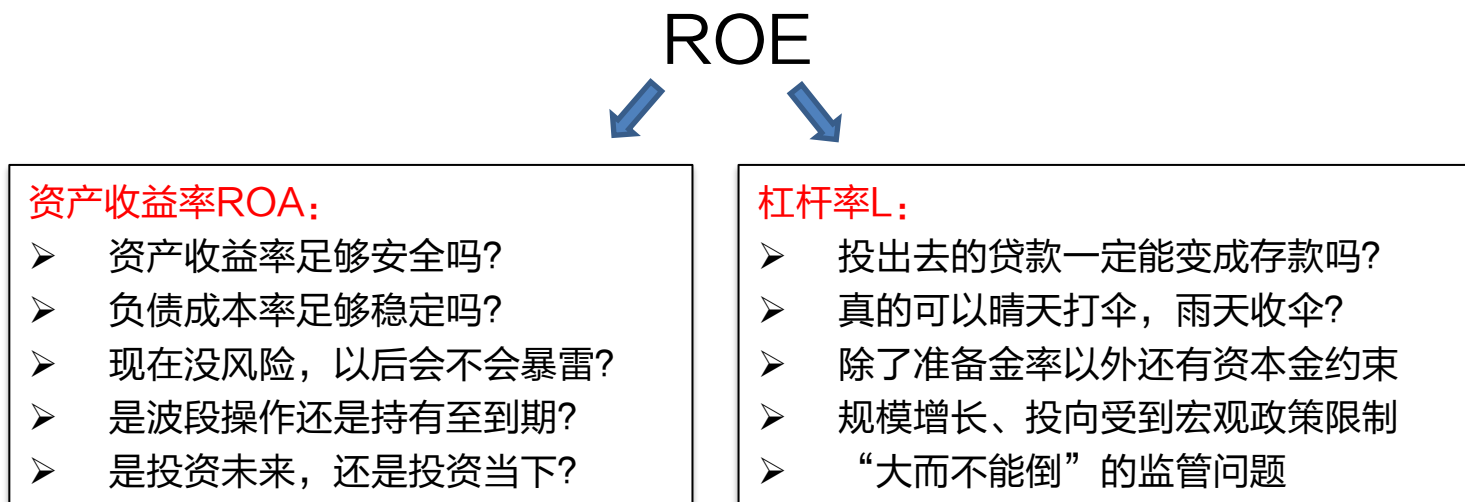 ROE
资产收益率ROA：
➢ 资产收益率足够安全吗？
➢ 负债成本率足够稳定吗？
➢ 现在没风险，以后会不会暴雷？
➢ 是波段操作还是持有至到期？
➢ 是投资未来，还是投资当下？
杠杆率L：
➢ 投出去的贷款一定能变成存款吗？
➢ 真的可以晴天打伞，雨天收伞？
➢ 除了准备金率以外还有资本金约束
➢ 规模增长、投向受到宏观政策限制
➢ “大而不能倒”的监管问题